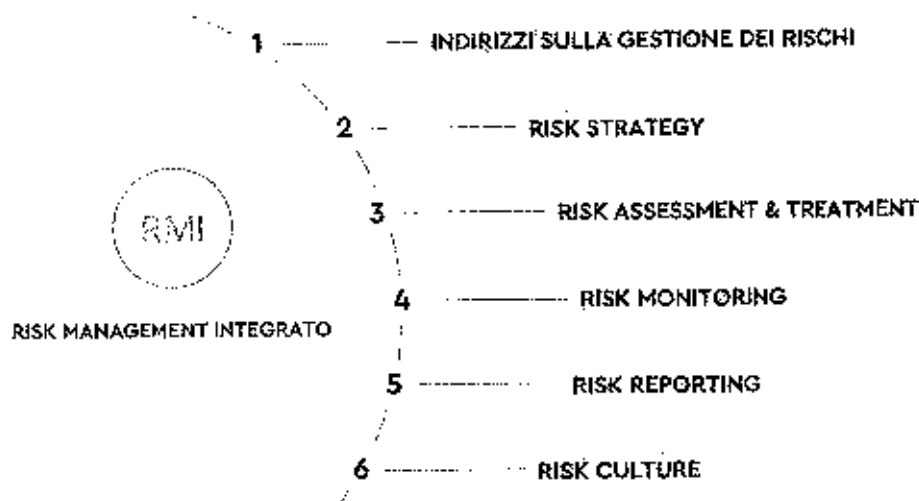 1 INDIRIZZI SULLA GESTIONE DEI RISCHI
2 RISK STRATEGY
3 RISK ASSESSMENT & TREATMENT
RMI
4 RISK MONITORING
RISK MANAGEMENT INTEGRATO
5 RISK REPORTING
6 RISK CULTURE